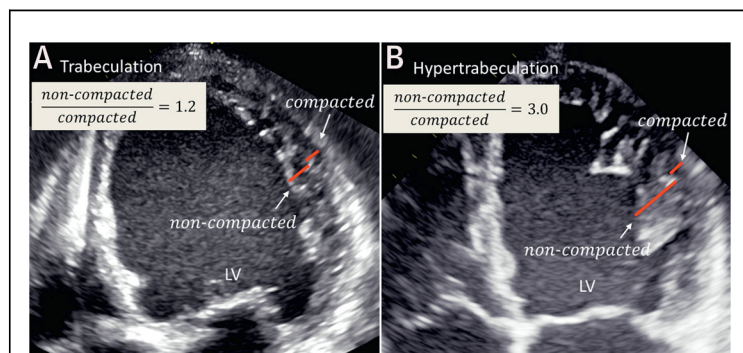 A Trabeculation
non-compacted
compacted
= 1.2
compacted
non-compacted
LV
B Hypertrabeculation
non-compacted
compacted
= 3.0
compacted
non-compacted
LV